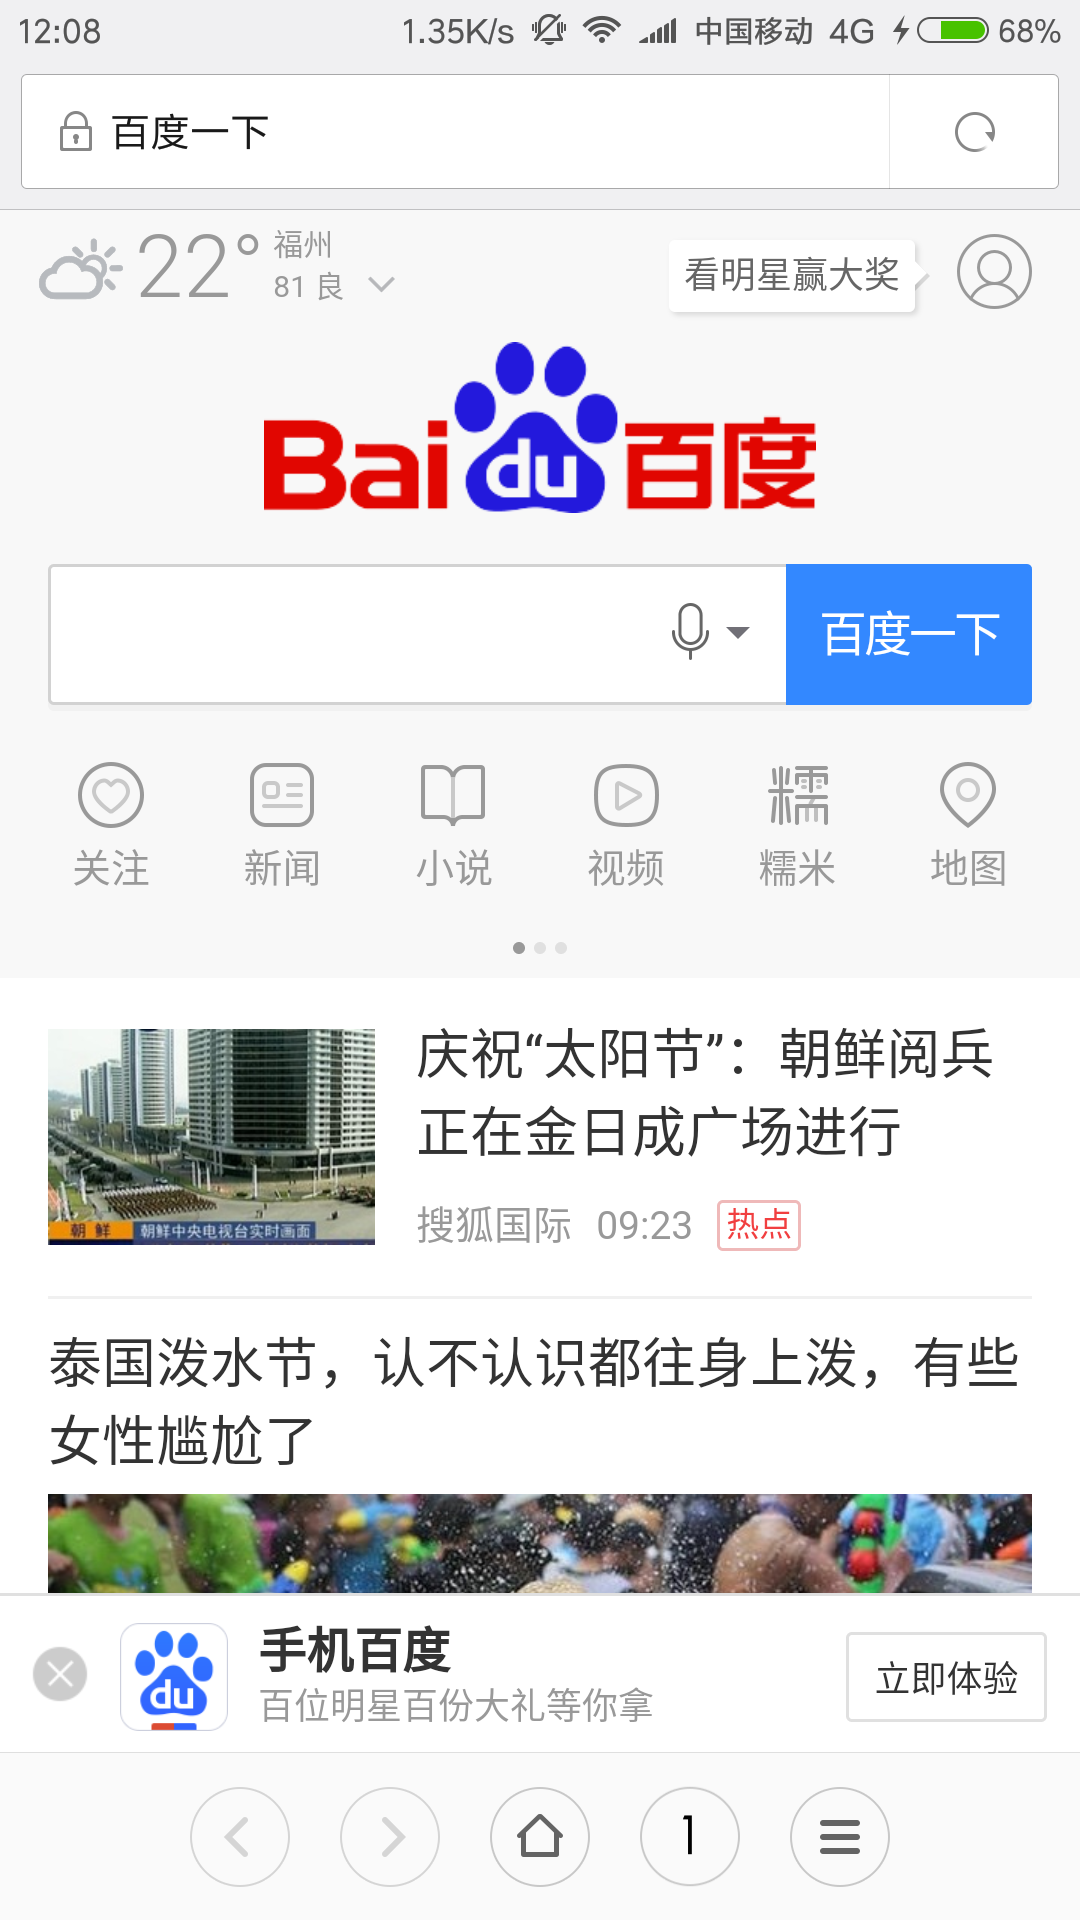 12:08 1.35K/s 中国移动 4G 68%
百度一下
22° 福州
81 良
看明星赢大奖
Bai du 百度
百度一下
关注 新闻 小说 视频 糯米 地图
庆祝“太阳节”：朝鲜阅兵
正在金日成广场进行
朝鲜 朝鲜中央电视台实时画面
搜狐国际 09:23 热点
泰国泼水节，认不认识都往身上泼，有些
女性尴尬了
du
手机百度
百位明星百份大礼等你拿
立即体验
1